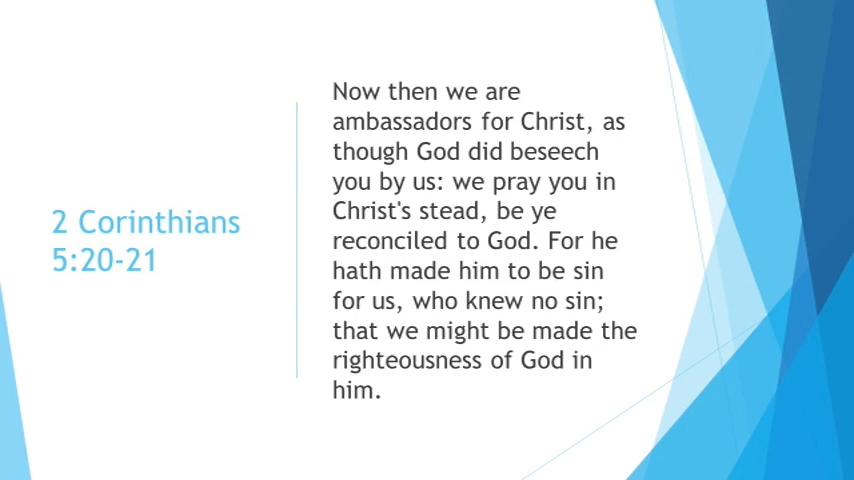 2 Corinthians
5:20-21
Now then we are
ambassadors for Christ, as
though God did beseech
you by us: we pray you in
Christ's stead, be ye
reconciled to God. For he
hath made him to be sin
for us, who knew no sin;
that we might be made the
righteousness of God in
him.